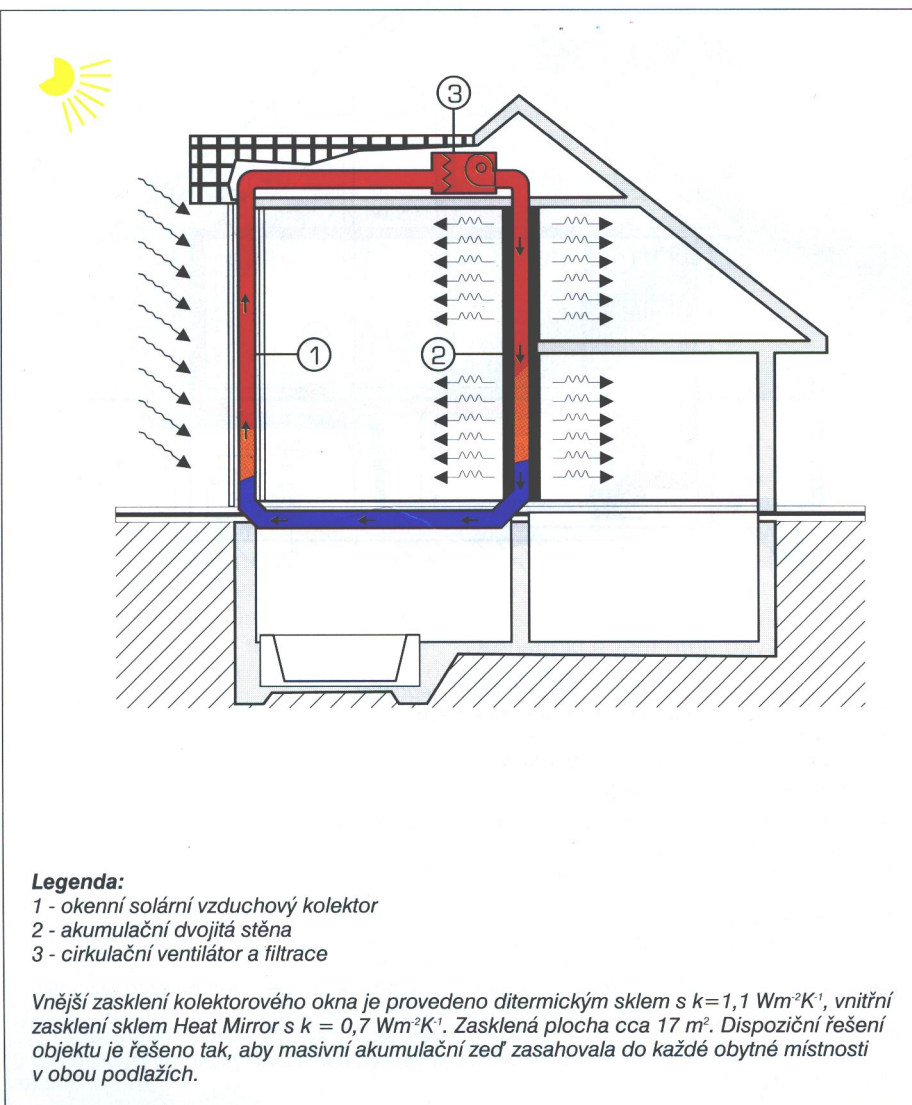 3
1
2
Legenda:
1 - okenní solární vzduchový kolektor
2 - akumulační dvojitá stěna
3 - cirkulační ventilátor a filtrace
Vnější zasklení kolektorového okna je provedeno ditermickým sklem s k=1,1 Wm⁻²K⁻¹, vnitřní
zasklení sklem Heat Mirror s k = 0,7 Wm⁻²K⁻¹. Zasklená plocha cca 17 m². Dispoziční řešení
objektu je řešeno tak, aby masivní akumulační zeď zasahovala do každé obytné místnosti
v obou podlažích.